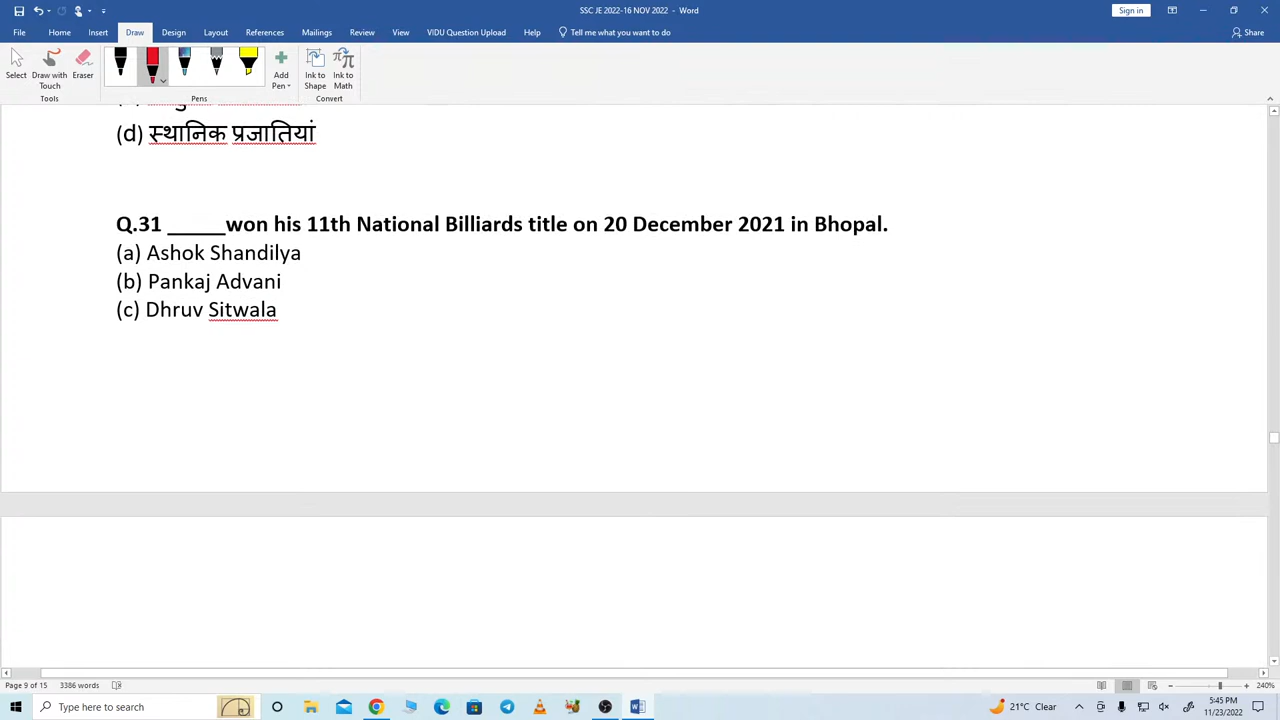 SSC JE 2022-16 NOV 2022 - Word
Sign in
File Home Insert Draw Design Layout References Mailings Review View VIDU Question Upload Help Tell me what you want to do Share
Select Draw with Touch Eraser Add Pen Ink to Shape Ink to Math
Tools Pens Convert
(d) स्थानिक प्रजातियां
Q.31 _____won his 11th National Billiards title on 20 December 2021 in Bhopal.
(a) Ashok Shandilya
(b) Pankaj Advani
(c) Dhruv Sitwala
Page 9 of 15 3386 words 240%
Type here to search 21°C Clear 5:45 PM
11/23/2022